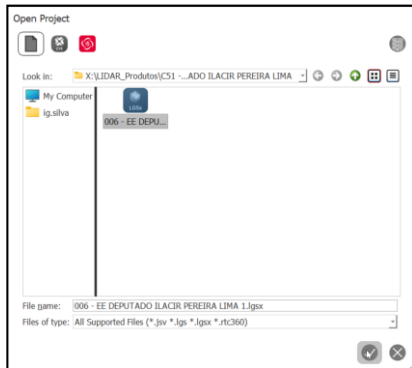 Open Project
Look in: X:\LIDAR_Produtos\C51 -...ADO ILACIR PEREIRA LIMA
My Computer
ig.silva
LGSx
006 - EE DEPU...
File name: 006 - EE DEPUTADO ILACIR PEREIRA LIMA 1.lgsx
Files of type: All Supported Files (*.jsv *.lgs *.lgsx *.rtc360)